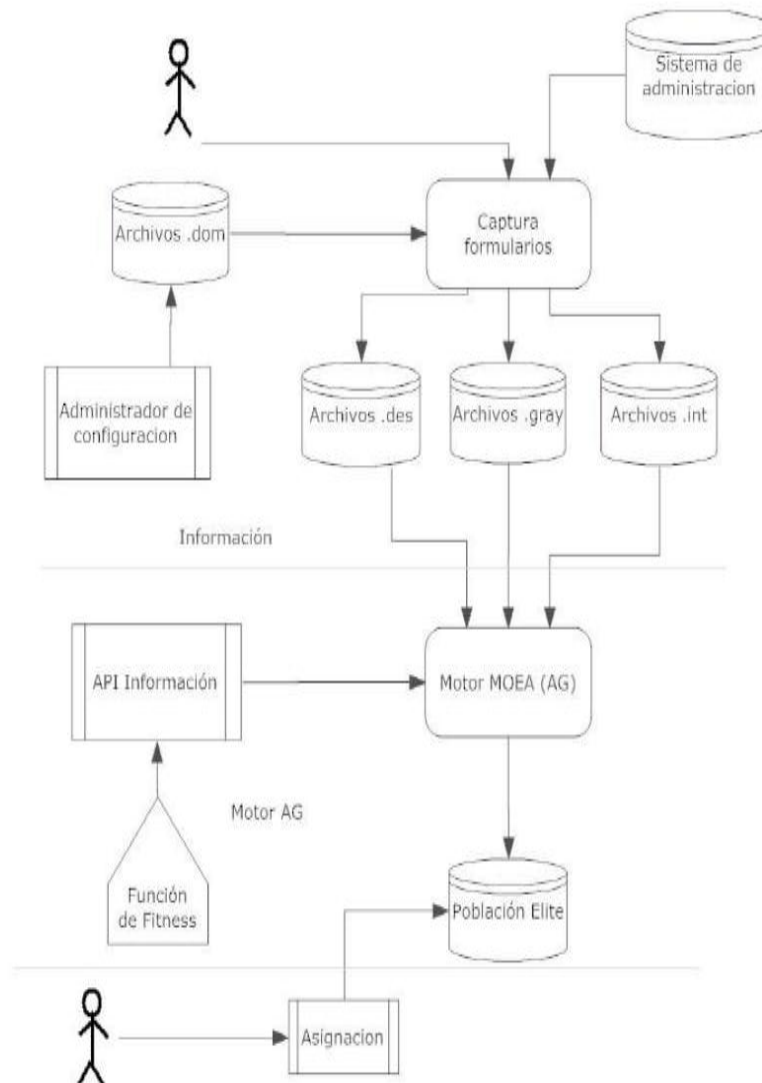 Sistema de
administracion
Captura
formularios
Archivos .dom
Administrador de
configuracion
Archivos .des
Archivos .gray
Archivos .int
Información
API Información
Motor MOEA (AG)
Motor AG
Función
de Fitness
Población Elite
Asignacion